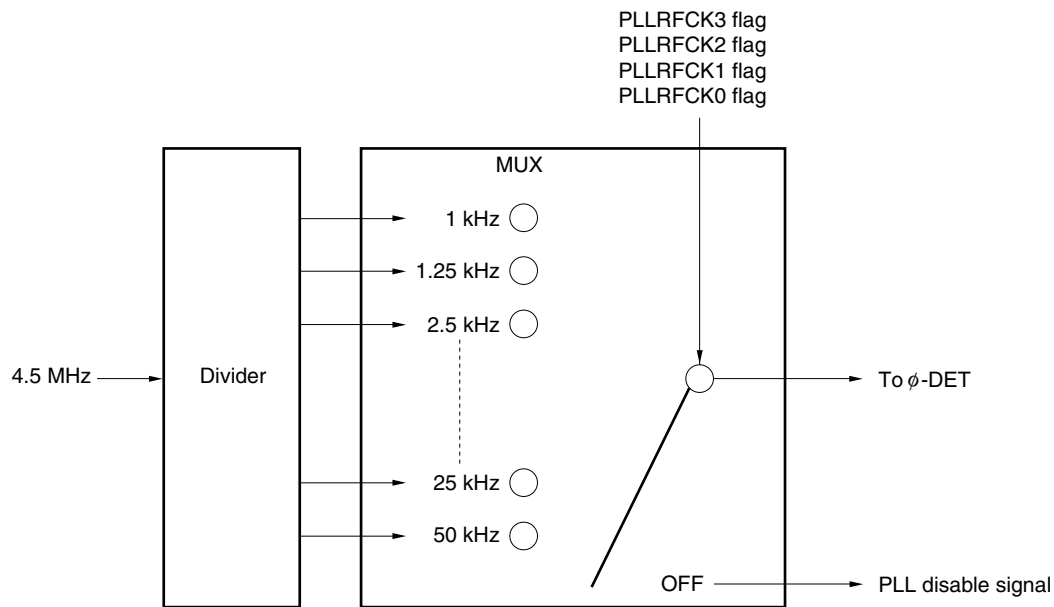 PLLRFCK3 flag
PLLRFCK2 flag
PLLRFCK1 flag
PLLRFCK0 flag
MUX
1 kHz
1.25 kHz
2.5 kHz
4.5 MHz
Divider
To ϕ-DET
25 kHz
50 kHz
OFF
PLL disable signal